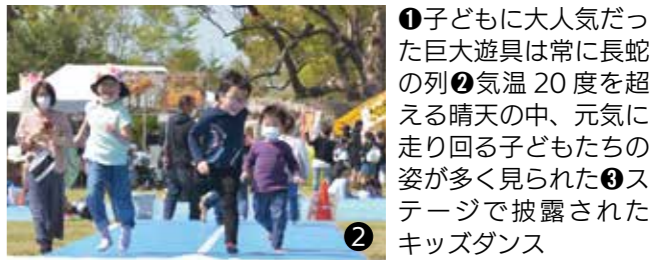 ❶子どもに大人気だっ
た巨大遊具は常に長蛇
の列❷気温 20 度を超
える晴天の中、元気に
走り回る子どもたちの
姿が多く見られた❸ス
テージで披露された
キッズダンス
❷